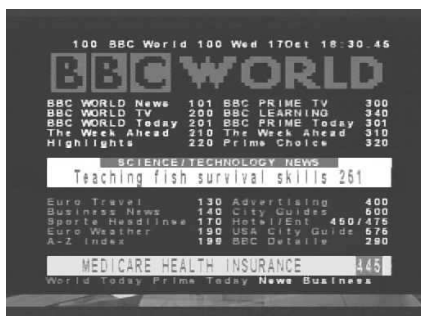 100 BBC World 100 Wed 17Oct 18:30.45
BBC WORLD
BBC WORLD News 101 BBC PRIME TV 300
BBC WORLD TV 200 BBC LEARNING 340
BBC WORLD Today 201 BBC PRIME Today 301
The Week Ahead 210 The Week Ahead 310
Highlights 220 Prime Choice 320
SCIENCE/TECHNOLOGY NEWS
Teaching fish survival skills 261
Euro Travel 130 Advertising 400
Business News 140 City Guides 500
Sports Headlines 170 Hotel/Ent 450/475
Euro Weather 190 USA City Guide 576
A-Z Index 199 BBC Details 290
MEDICARE HEALTH INSURANCE 445
World Today Prime Today News Business